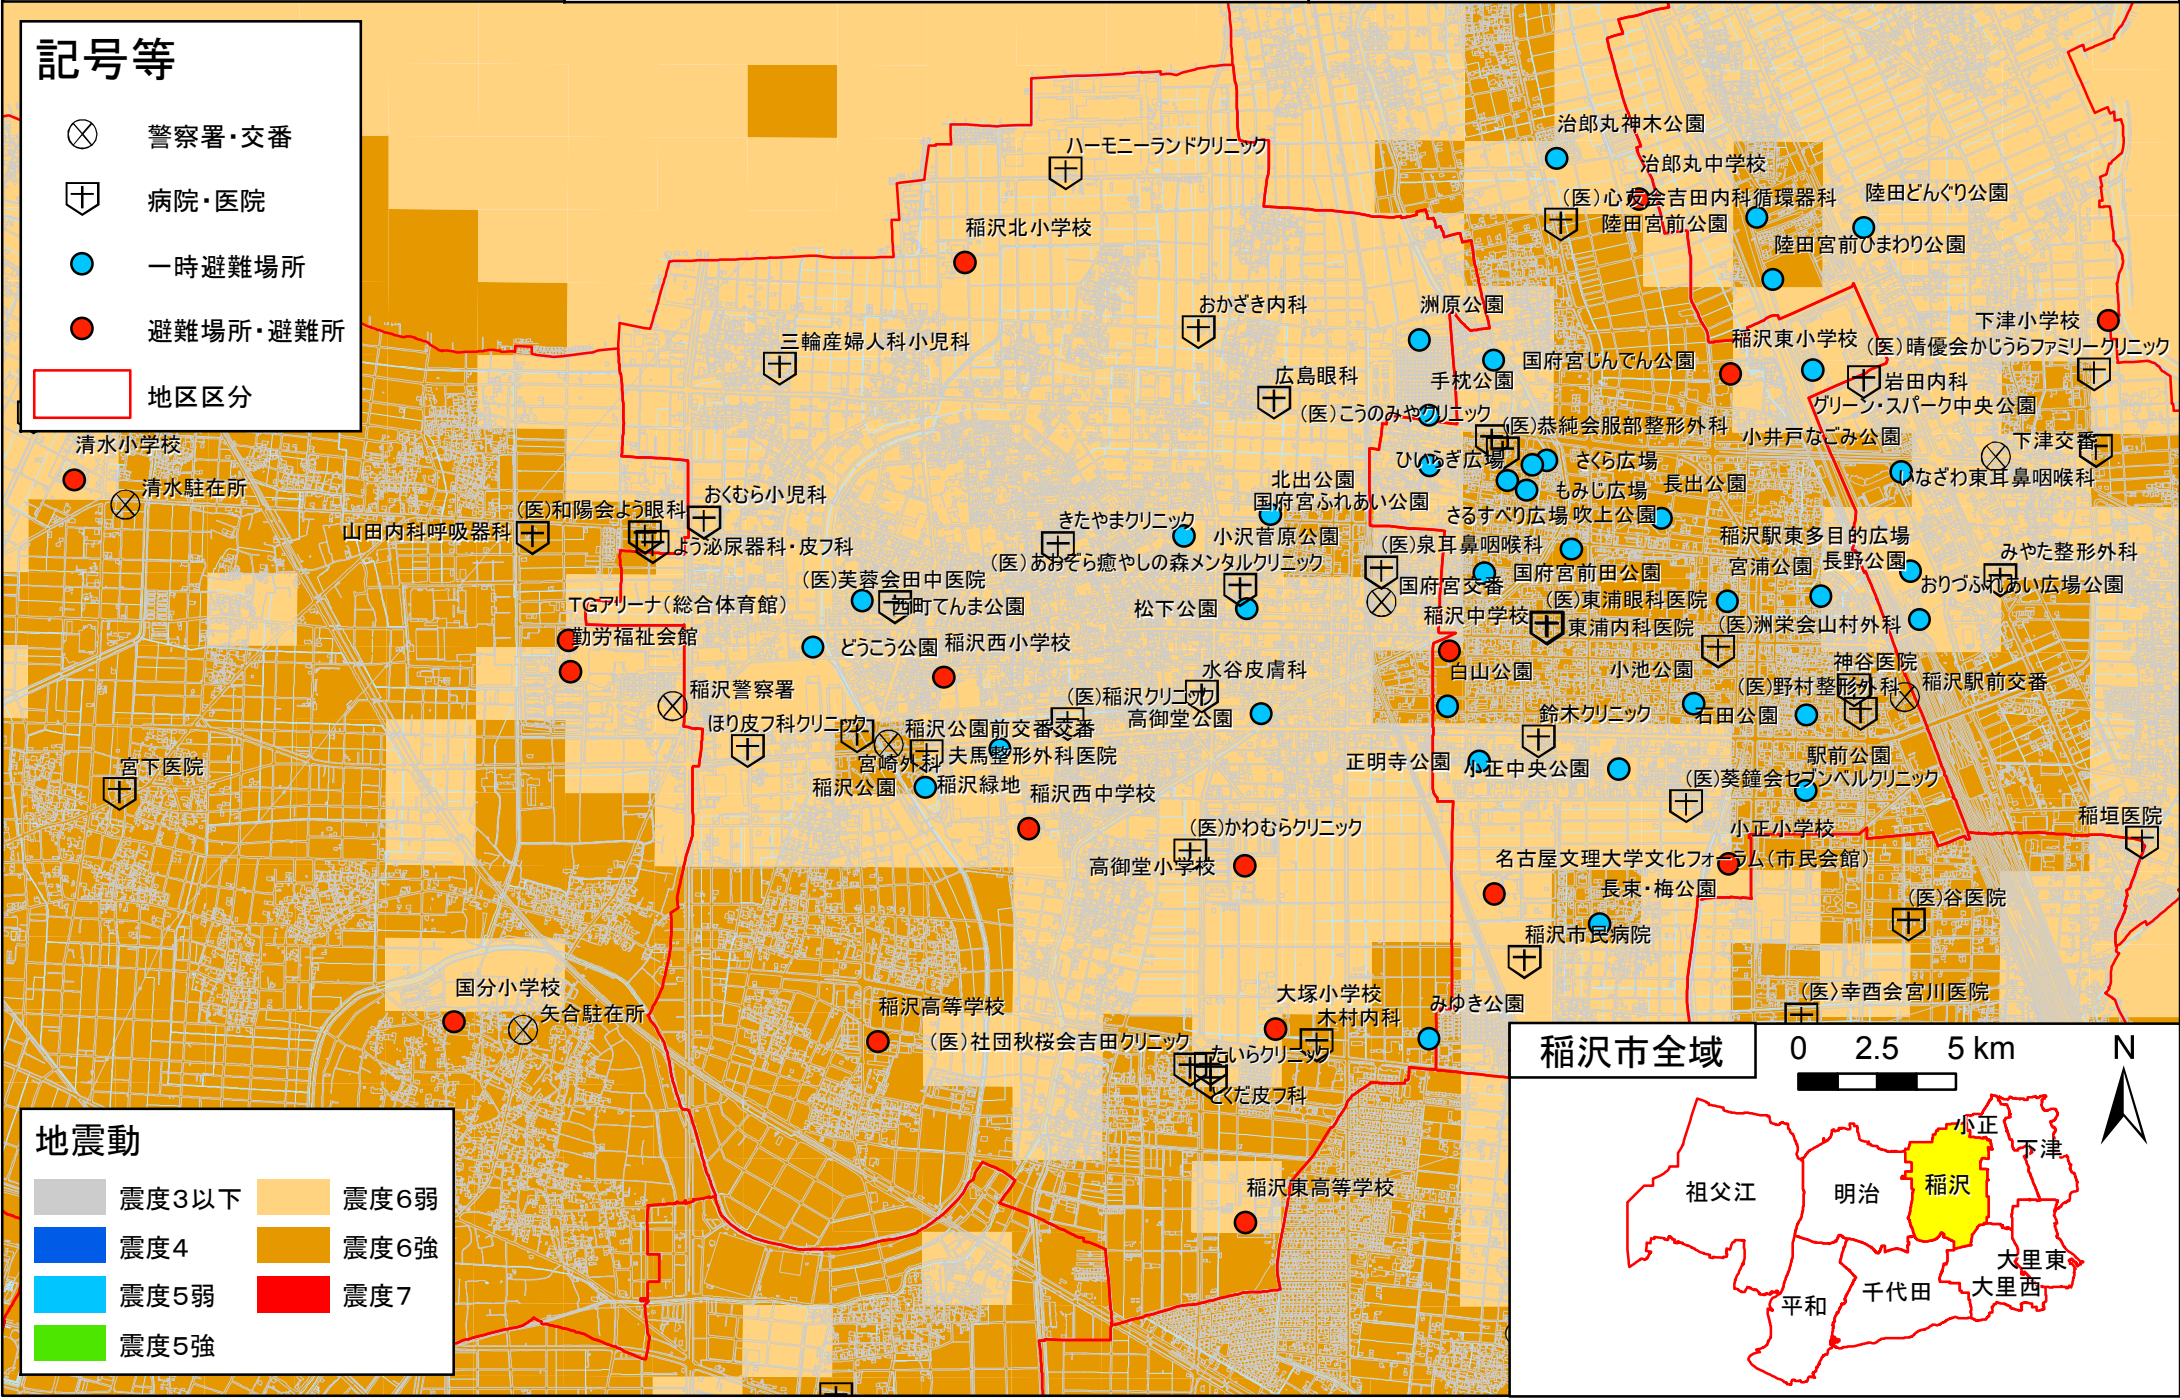 記号等
警察署・交番
病院・医院
一時避難場所
避難場所・避難所
地区区分
治郎丸神木公園
ハーモニーランドクリニック
治郎丸中学校
(医)心友会吉田内科循環器科
陸田どんぐり公園
陸田宮前公園
稲沢北小学校
陸田宮前ひまわり公園
おかざき内科
洲原公園
下津小学校
三輪産婦人科小児科
稲沢東小学校
(医)晴優会かじうらファミリークリニック
国府宮じんでん公園
広島眼科
手枕公園
岩田内科
グリーン・スパーク中央公園
(医)こうのみやクリニック
(医)恭純会服部整形外科
小井戸なごみ公園
下津交番
清水小学校
ひいらぎ広場
さくら広場
いなざわ東耳鼻咽喉科
清水駐在所
おくむら小児科
北出公園
もみじ広場
長出公園
国府宮ふれあい公園
(医)和陽会よう眼科
きたやまクリニック
さるすべり広場
吹上公園
山田内科呼吸器科
小沢菅原公園
稲沢駅東多目的広場
よう泌尿器科・皮フ科
(医)泉耳鼻咽喉科
みやた整形外科
(医)あおぞら癒やしの森メンタルクリニック
宮浦公園
長野公園
(医)芙蓉会田中医院
国府宮交番
国府宮前田公園
おりづふれあい広場公園
TGアリーナ(総合体育館)
西町てんま公園
松下公園
稲沢中学校
(医)東浦眼科医院
勤労福祉会館
東浦内科医院
(医)洲栄会山村外科
どうこう公園
稲沢西小学校
水谷皮膚科
白山公園
小池公園
神谷医院
稲沢警察署
(医)稲沢クリニック
(医)野村整形外科
稲沢駅前交番
ほり皮フ科クリニック
稲沢公園前交番交番
高御堂公園
鈴木クリニック
石田公園
宮崎外科
夫馬整形外科医院
正明寺公園
小正中央公園
駅前公園
宮下医院
稲沢公園
稲沢緑地
(医)葵鐘会セブンベルクリニック
稲沢西中学校
稲垣医院
(医)かわむらクリニック
小正小学校
高御堂小学校
名古屋文理大学文化フォーラム(市民会館)
長束・梅公園
(医)谷医院
稲沢市民病院
国分小学校
稲沢高等学校
大塚小学校
みゆき公園
(医)幸酉会宮川医院
矢合駐在所
木村内科
(医)社団秋桜会吉田クリニック
たいらクリニック
とくだ皮フ科
稲沢東高等学校
地震動
震度3以下
震度6弱
震度4
震度6強
震度5弱
震度7
震度5強
稲沢市全域
0 2.5 5 km
N
小正
下津
祖父江
明治
稲沢
大里東
大里西
千代田
平和